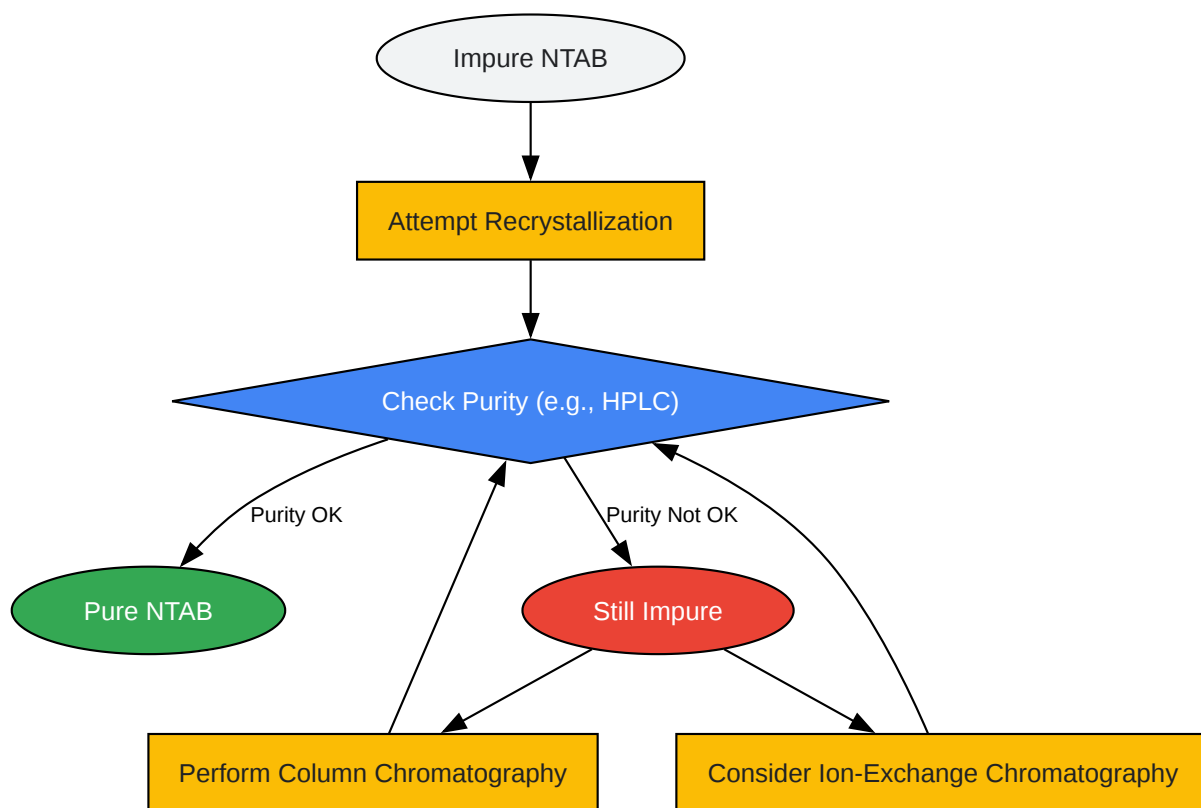 Impure NTAB
Attempt Recrystallization
Check Purity (e.g., HPLC)
Purity OK
Purity Not OK
Pure NTAB
Still Impure
Perform Column Chromatography
Consider Ion-Exchange Chromatography